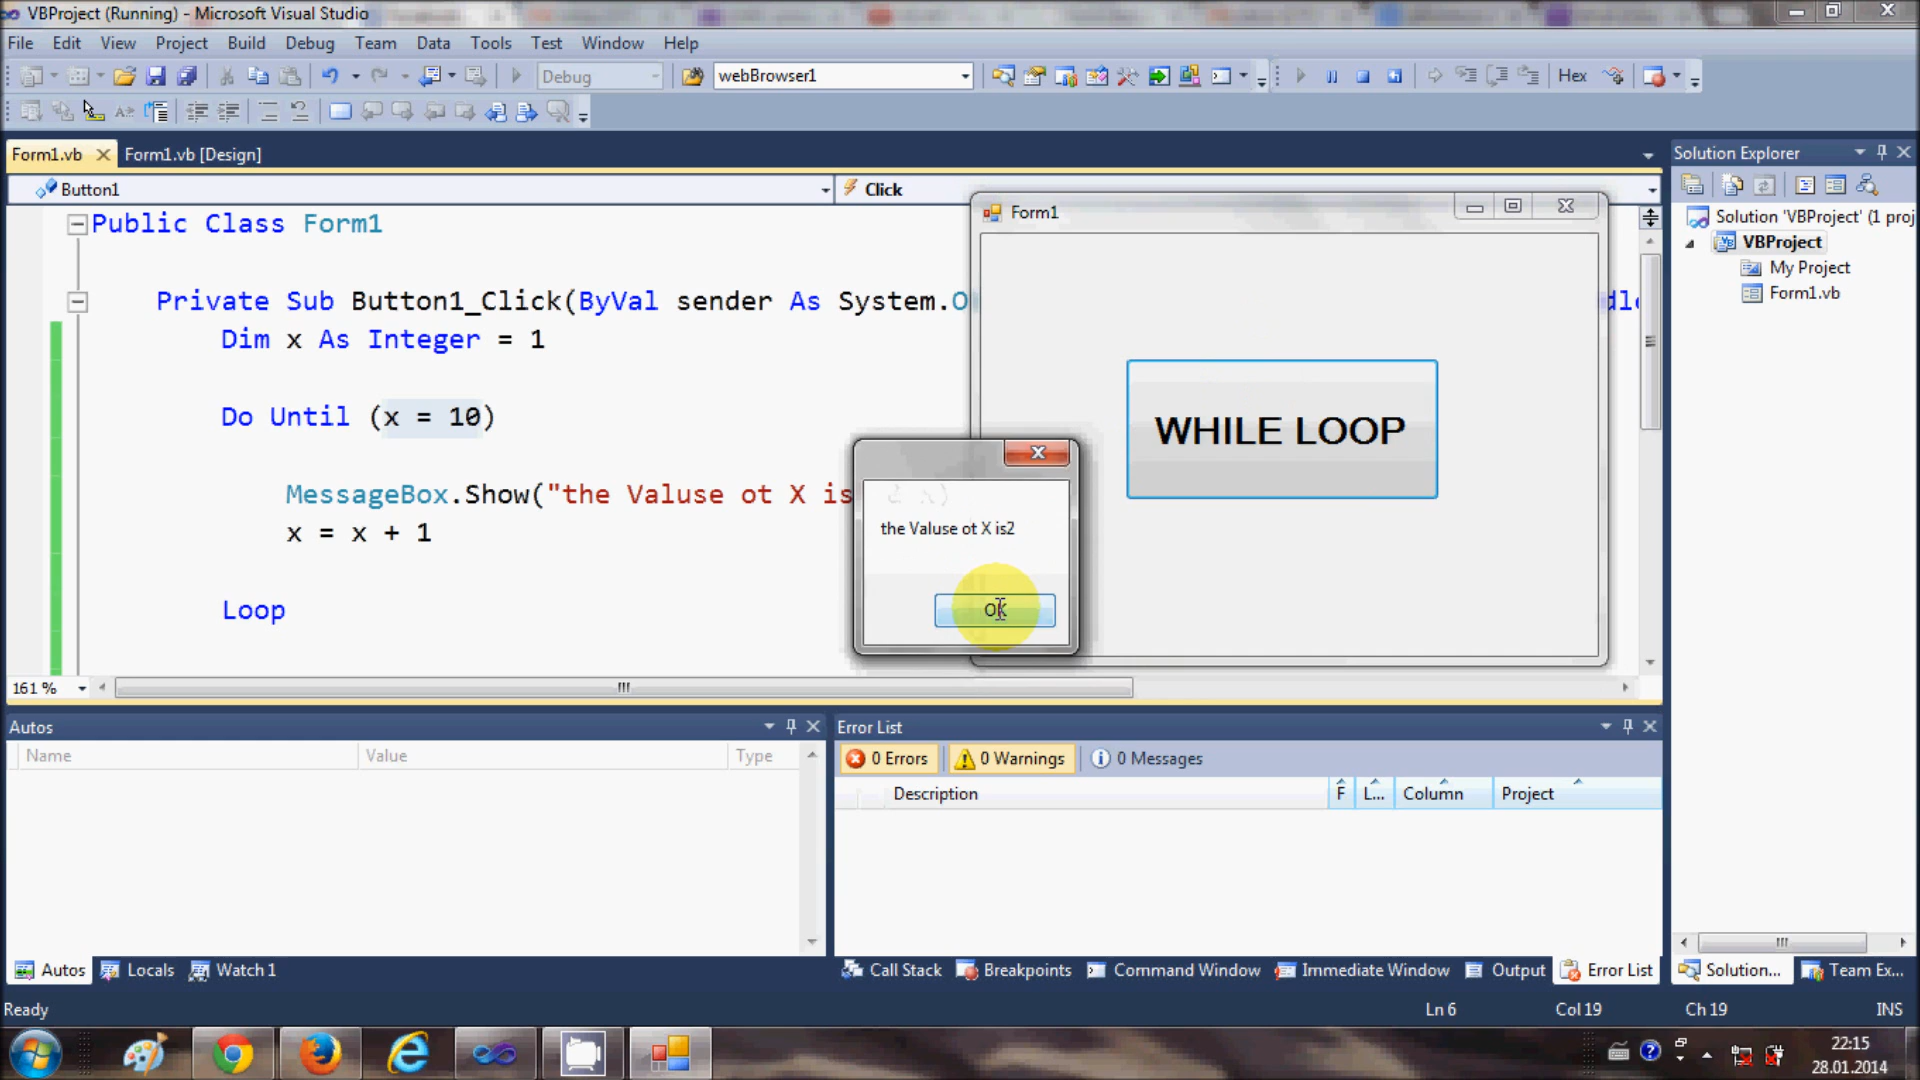 VBProject (Running) - Microsoft Visual Studio
File Edit View Project Build Debug Team Data Tools Test Window Help
Debug webBrowser1 Hex
Form1.vb Form1.vb [Design] Solution Explorer
Button1 Click
Public Class Form1
Form1
Solution 'VBProject' (1 proj
VBProject
My Project
Form1.vb
Private Sub Button1_Click(ByVal sender As System.O
Dim x As Integer = 1
Do Until (x = 10)
WHILE LOOP
MessageBox.Show("the Valuse ot X is
x = x + 1
the Valuse ot X is2
OK
Loop
161 %
Autos
Name Value Type
Error List
0 Errors 0 Warnings 0 Messages
Description F L... Column Project
Autos Locals Watch 1
Call Stack Breakpoints Command Window Immediate Window Output Error List Solution... Team Ex...
Ready Ln 6 Col 19 Ch 19 INS
22:15
28.01.2014